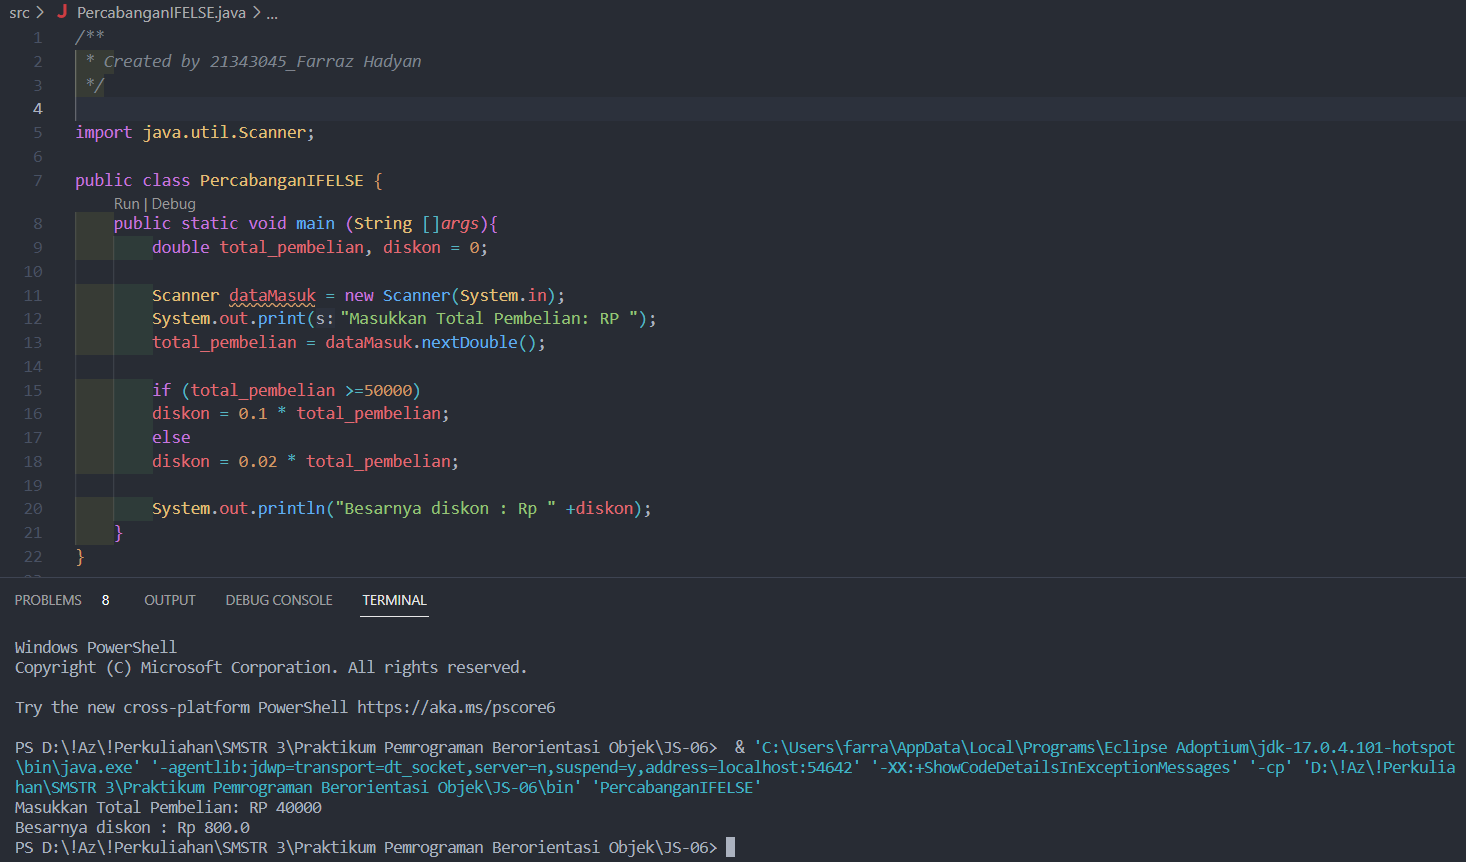 src > J PercabanganIFELSE.java > ...
1 /**
2 * Created by 21343045_Farraz Hadyan
3 */
4
5 import java.util.Scanner;
6
7 public class PercabanganIFELSE {
Run | Debug
8 public static void main (String []args){
9 double total_pembelian, diskon = 0;
10
11 Scanner dataMasuk = new Scanner(System.in);
12 System.out.print(s: "Masukkan Total Pembelian: RP ");
13 total_pembelian = dataMasuk.nextDouble();
14
15 if (total_pembelian >=50000)
16 diskon = 0.1 * total_pembelian;
17 else
18 diskon = 0.02 * total_pembelian;
19
20 System.out.println("Besarnya diskon : Rp " +diskon);
21 }
22 }
PROBLEMS 8 OUTPUT DEBUG CONSOLE TERMINAL
Windows PowerShell
Copyright (C) Microsoft Corporation. All rights reserved.
Try the new cross-platform PowerShell https://aka.ms/pscore6
PS D:\!Az\!Perkuliahan\SMSTR 3\Praktikum Pemrograman Berorientasi Objek\JS-06> & 'C:\Users\farra\AppData\Local\Programs\Eclipse Adoptium\jdk-17.0.4.101-hotspot
\bin\java.exe' '-agentlib:jdwp=transport=dt_socket,server=n,suspend=y,address=localhost:54642' '-XX:+ShowCodeDetailsInExceptionMessages' '-cp' 'D:\!Az\!Perkulia
han\SMSTR 3\Praktikum Pemrograman Berorientasi Objek\JS-06\bin' 'PercabanganIFELSE'
Masukkan Total Pembelian: RP 40000
Besarnya diskon : Rp 800.0
PS D:\!Az\!Perkuliahan\SMSTR 3\Praktikum Pemrograman Berorientasi Objek\JS-06>